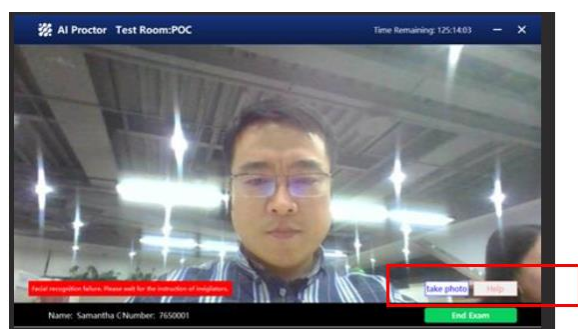 AI Proctor Test Room:POC
Time Remaining: 125:14:03
Facial recognition failure. Please wait for the instruction of invigilators.
take photo
Help
Name: Samantha CNumber: 7650001
End Exam